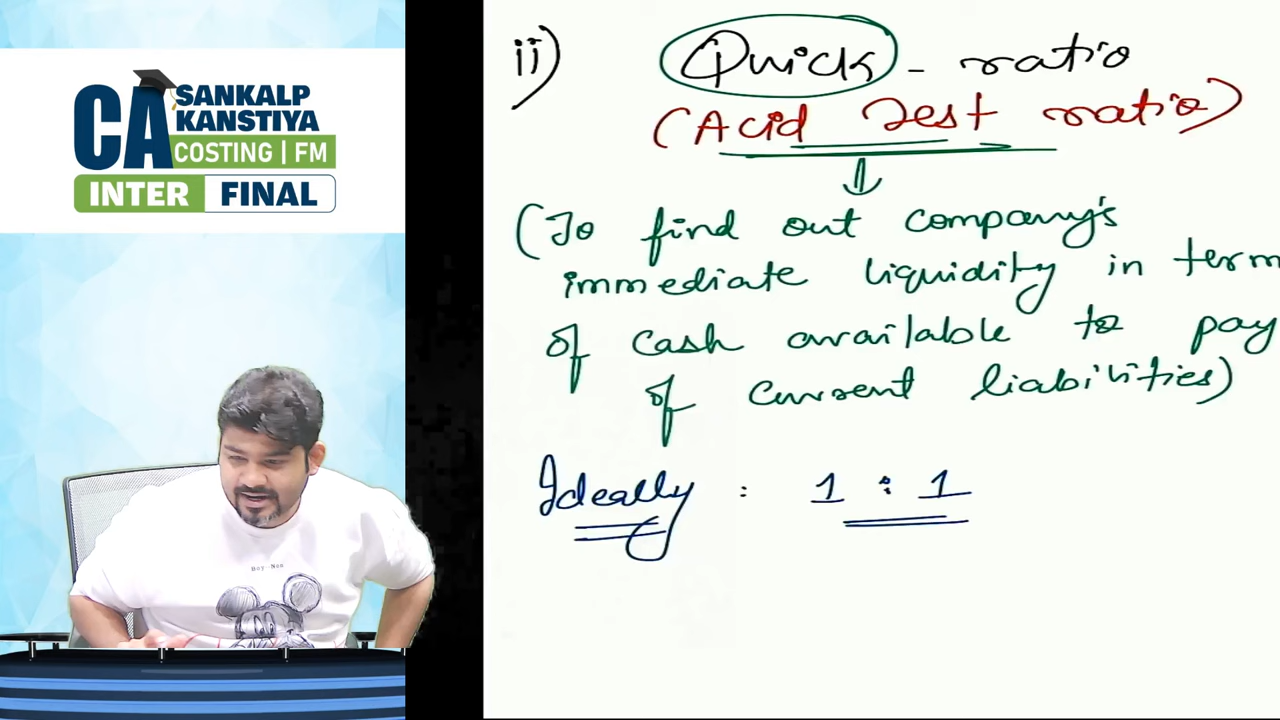 CA SANKALP
KANSTIYA
COSTING | FM
INTER FINAL
ii) Quick - ratio
(Acid Test ratio)
(To find out company's
immediate liquidity in term
of cash available to pay
of current liabilities)
Ideally : 1 : 1